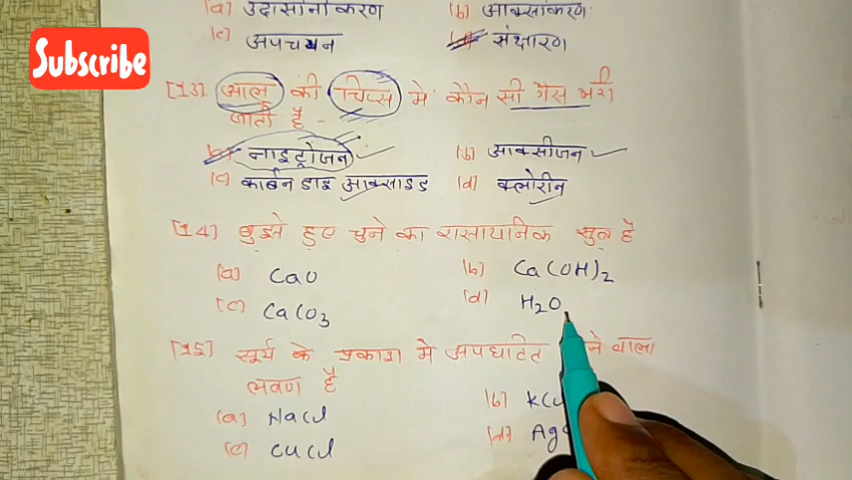 (a) उदासीनीकरण (b) आक्सीकरण
(c) अपचयन संक्षारण
Subscribe
[13] आलू की चिप्स मे कौन सी गैस भरी
जाती है -
नाइट्रोजन (b) आक्सीजन
(c) कार्बन डाइ आक्साइड (d) क्लोरीन
[14] बुझे हुए चुने का रासायनिक सुत्र है
(a) CaO (b) Ca(OH)2
(c) CaCO3 (d) H2O
[15] सूर्य के प्रकाश मे अपघटित वाला
लवण है
(a) NaCl (b) KCl
(c) CuCl (d) Ag